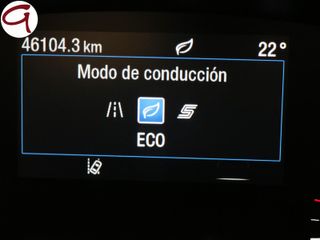 46104.3 km
22°
Modo de conducción
ECO